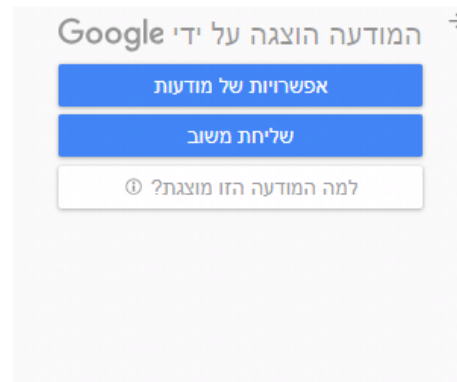 המודעה הוצגה על ידי Google
אפשרויות של מודעות
שליחת משוב
למה המודעה הזו מוצגת?